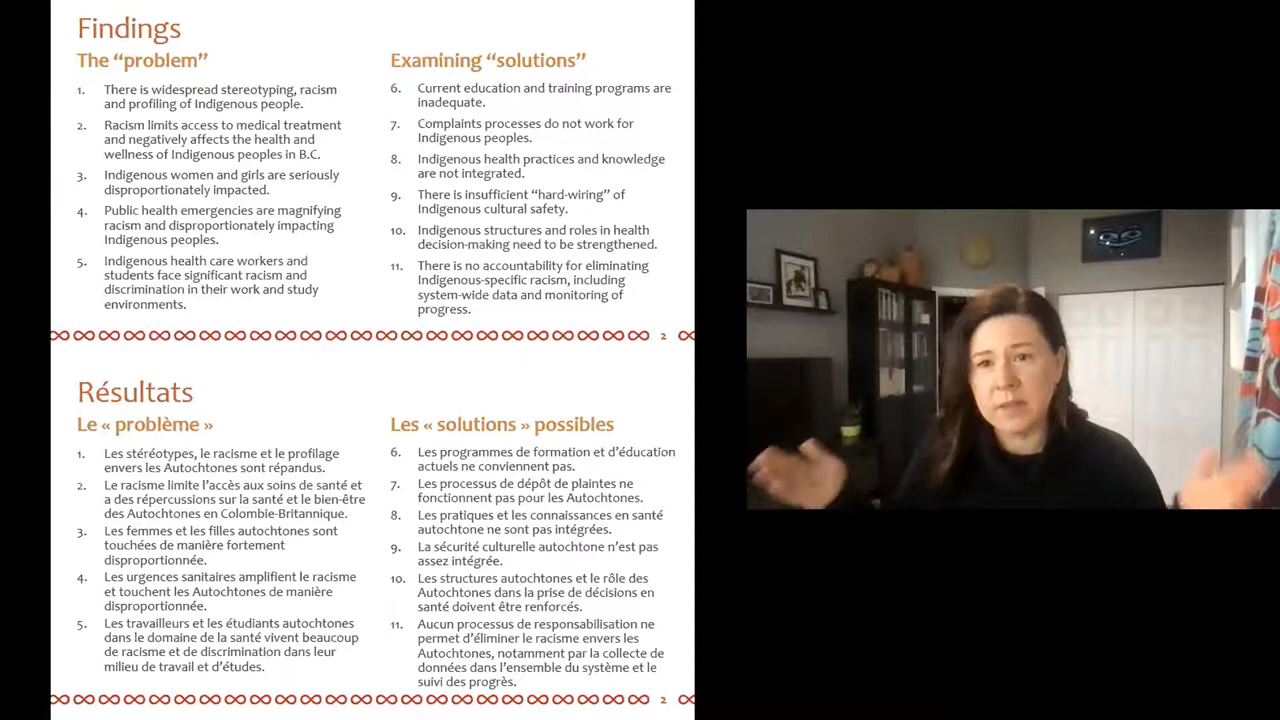 Findings
The “problem”
1. There is widespread stereotyping, racism
and profiling of Indigenous people.
2. Racism limits access to medical treatment
and negatively affects the health and
wellness of Indigenous peoples in B.C.
3. Indigenous women and girls are seriously
disproportionately impacted.
4. Public health emergencies are magnifying
racism and disproportionately impacting
Indigenous peoples.
5. Indigenous health care workers and
students face significant racism and
discrimination in their work and study
environments.
Examining “solutions”
6. Current education and training programs are
inadequate.
7. Complaints processes do not work for
Indigenous peoples.
8. Indigenous health practices and knowledge
are not integrated.
9. There is insufficient “hard-wiring” of
Indigenous cultural safety.
10. Indigenous structures and roles in health
decision-making need to be strengthened.
11. There is no accountability for eliminating
Indigenous-specific racism, including
system-wide data and monitoring of
progress.
2
Résultats
Le « problème »
1. Les stéréotypes, le racisme et le profilage
envers les Autochtones sont répandus.
2. Le racisme limite l’accès aux soins de santé et
a des répercussions sur la santé et le bien-être
des Autochtones en Colombie-Britannique.
3. Les femmes et les filles autochtones sont
touchées de manière fortement
disproportionnée.
4. Les urgences sanitaires amplifient le racisme
et touchent les Autochtones de manière
disproportionnée.
5. Les travailleurs et les étudiants autochtones
dans le domaine de la santé vivent beaucoup
de racisme et de discrimination dans leur
milieu de travail et d’études.
Les « solutions » possibles
6. Les programmes de formation et d’éducation
actuels ne conviennent pas.
7. Les processus de dépôt de plaintes ne
fonctionnent pas pour les Autochtones.
8. Les pratiques et les connaissances en santé
autochtone ne sont pas intégrées.
9. La sécurité culturelle autochtone n’est pas
assez intégrée.
10. Les structures autochtones et le rôle des
Autochtones dans la prise de décisions en
santé doivent être renforcés.
11. Aucun processus de responsabilisation ne
permet d’éliminer le racisme envers les
Autochtones, notamment par la collecte de
données dans l’ensemble du système et le
suivi des progrès.
2